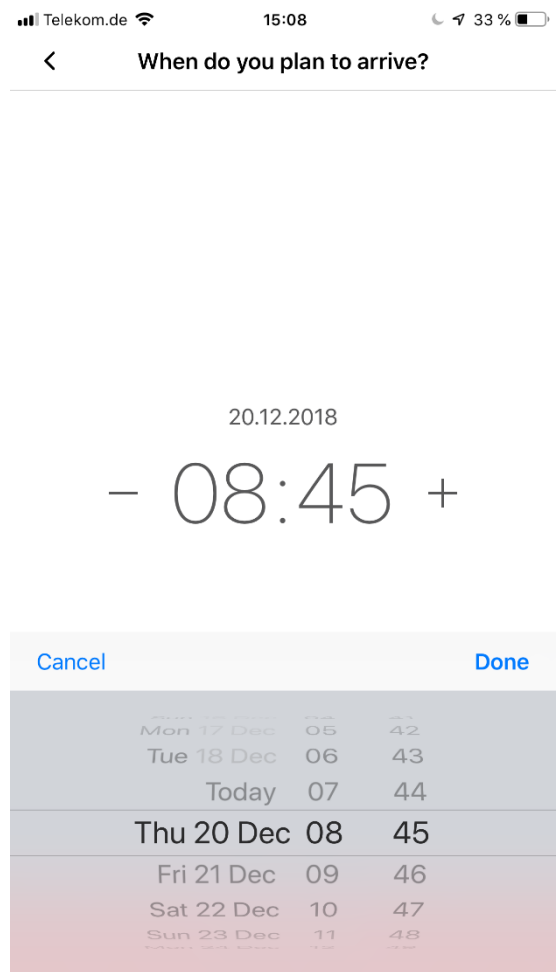 Telekom.de 15:08 33 %
When do you plan to arrive?
20.12.2018
− 08:45 +
Cancel Done
Mon 17 Dec 05 42
Tue 18 Dec 06 43
Today 07 44
Thu 20 Dec 08 45
Fri 21 Dec 09 46
Sat 22 Dec 10 47
Sun 23 Dec 11 48